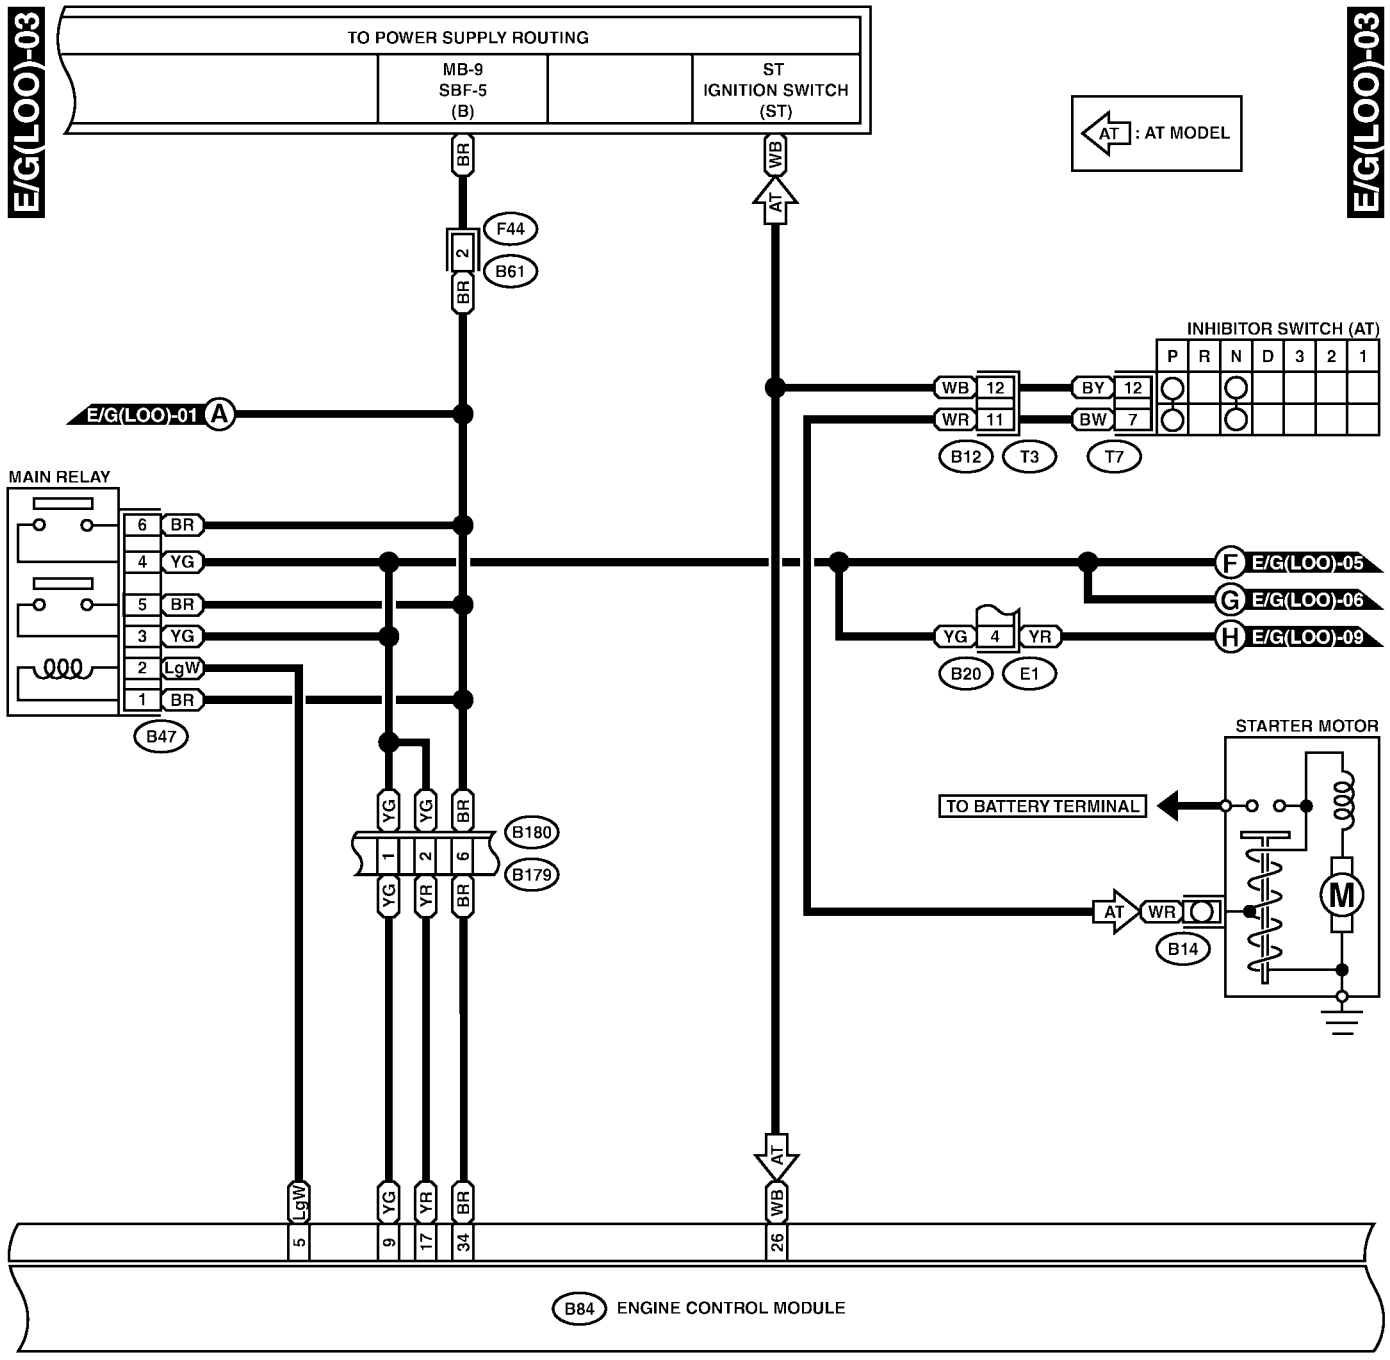 E/G(LOO)-03
E/G(LOO)-03
TO POWER SUPPLY ROUTING
MB-9
SBF-5
(B)
ST
IGNITION SWITCH
(ST)
AT : AT MODEL
BR
WB
AT
F44
2
B61
BR
INHIBITOR SWITCH (AT)
P R N D 3 2 1
WB 12 BY 12
WR 11 BW 7
B12 T3 T7
E/G(LOO)-01 A
MAIN RELAY
6 BR
4 YG
5 BR
3 YG
2 LgW
1 BR
B47
F E/G(LOO)-05
G E/G(LOO)-06
YG 4 YR H E/G(LOO)-09
B20 E1
STARTER MOTOR
TO BATTERY TERMINAL
M
AT WR
B14
YG YG BR
B180
1 2 6
B179
YG YR BR
AT
LgW YG YR BR WB
5 9 17 34 26
B84 ENGINE CONTROL MODULE